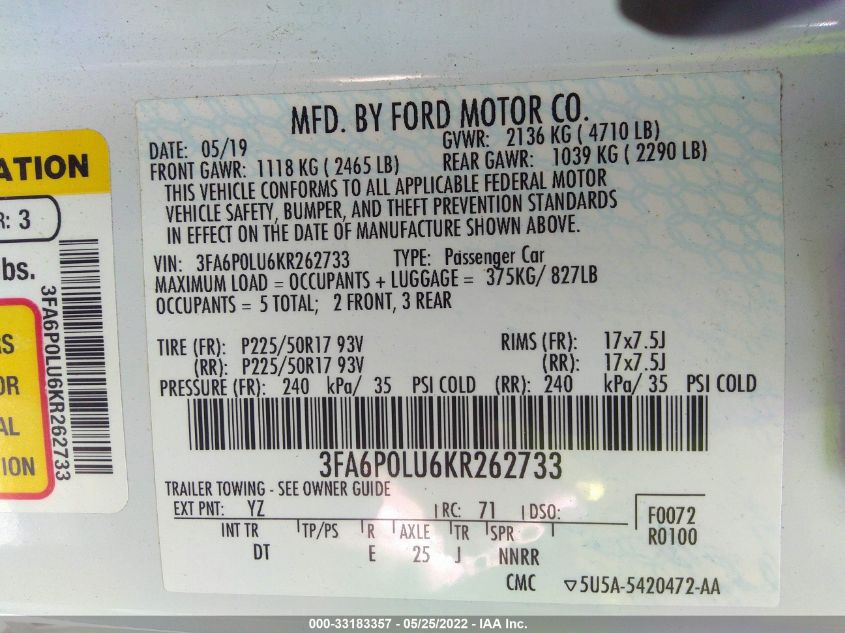 MFD. BY FORD MOTOR CO.
DATE: 05/19 GVWR: 2136 KG ( 4710 LB)
FRONT GAWR: 1118 KG ( 2465 LB) REAR GAWR: 1039 KG ( 2290 LB)
THIS VEHICLE CONFORMS TO ALL APPLICABLE FEDERAL MOTOR
VEHICLE SAFETY, BUMPER, AND THEFT PREVENTION STANDARDS
IN EFFECT ON THE DATE OF MANUFACTURE SHOWN ABOVE.
VIN: 3FA6P0LU6KR262733 TYPE: Passenger Car
MAXIMUM LOAD = OCCUPANTS + LUGGAGE = 375KG/ 827LB
OCCUPANTS = 5 TOTAL; 2 FRONT, 3 REAR
TIRE (FR): P225/50R17 93V RIMS (FR): 17x7.5J
(RR): P225/50R17 93V (RR): 17x7.5J
PRESSURE (FR): 240 kPa/ 35 PSI COLD (RR): 240 kPa/ 35 PSI COLD
3FA6P0LU6KR262733
TRAILER TOWING - SEE OWNER GUIDE
EXT PNT: YZ RC: 71 DSO:
F0072
R0100
INT TR TP/PS R AXLE TR SPR
DT E 25 J NNRR
CMC ▽5U5A-5420472-AA
ATION
R: 3
bs.
RS
OR
AL
ION
3FA6P0LU6KR262733
000-33183357 - 05/25/2022 - IAA Inc.